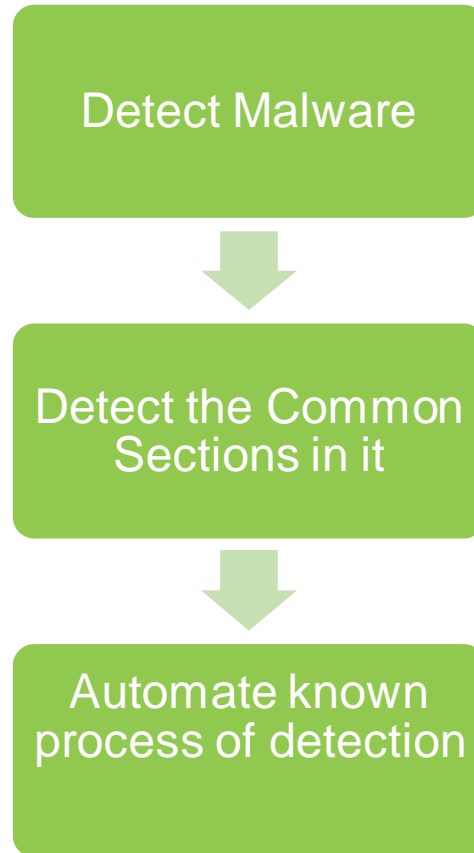 Detect Malware
Detect the Common
Sections in it
Automate known
process of detection